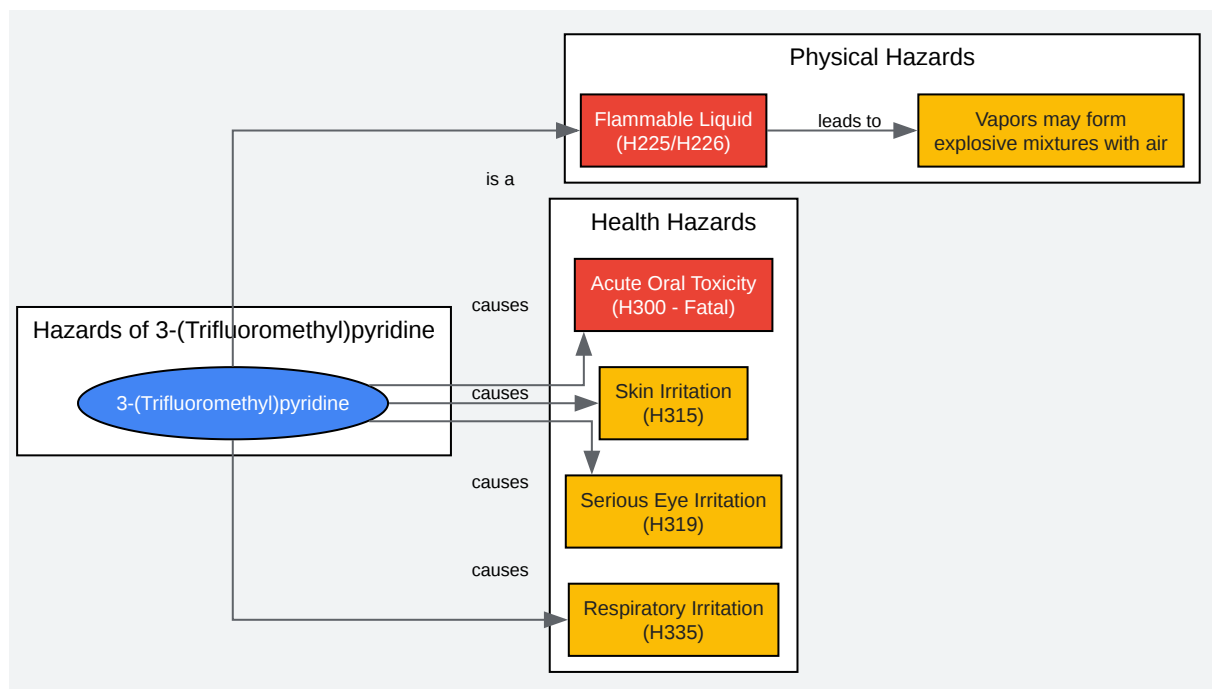 Physical Hazards
Flammable Liquid
(H225/H226)
leads to
Vapors may form
explosive mixtures with air
is a
Health Hazards
Acute Oral Toxicity
(H300 - Fatal)
causes
Hazards of 3-(Trifluoromethyl)pyridine
3-(Trifluoromethyl)pyridine
causes
Skin Irritation
(H315)
causes
Serious Eye Irritation
(H319)
causes
Respiratory Irritation
(H335)